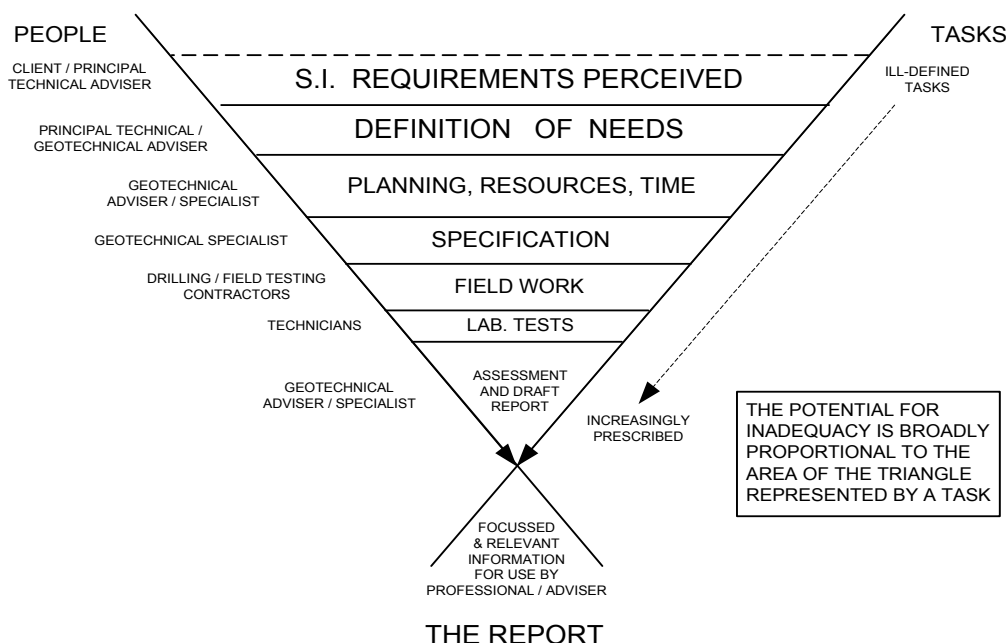 PEOPLE
TASKS
CLIENT / PRINCIPAL
TECHNICAL ADVISER
S.I. REQUIREMENTS PERCEIVED
ILL-DEFINED
TASKS
PRINCIPAL TECHNICAL /
GEOTECHNICAL ADVISER
DEFINITION OF NEEDS
GEOTECHNICAL
ADVISER / SPECIALIST
PLANNING, RESOURCES, TIME
GEOTECHNICAL SPECIALIST
SPECIFICATION
DRILLING / FIELD TESTING
CONTRACTORS
FIELD WORK
TECHNICIANS
LAB. TESTS
GEOTECHNICAL
ADVISER / SPECIALIST
ASSESSMENT
AND DRAFT
REPORT
INCREASINGLY
PRESCRIBED
THE POTENTIAL FOR
INADEQUACY IS BROADLY
PROPORTIONAL TO THE
AREA OF THE TRIANGLE
REPRESENTED BY A TASK
FOCUSSED
& RELEVANT
INFORMATION
FOR USE BY
PROFESSIONAL / ADVISER
THE REPORT